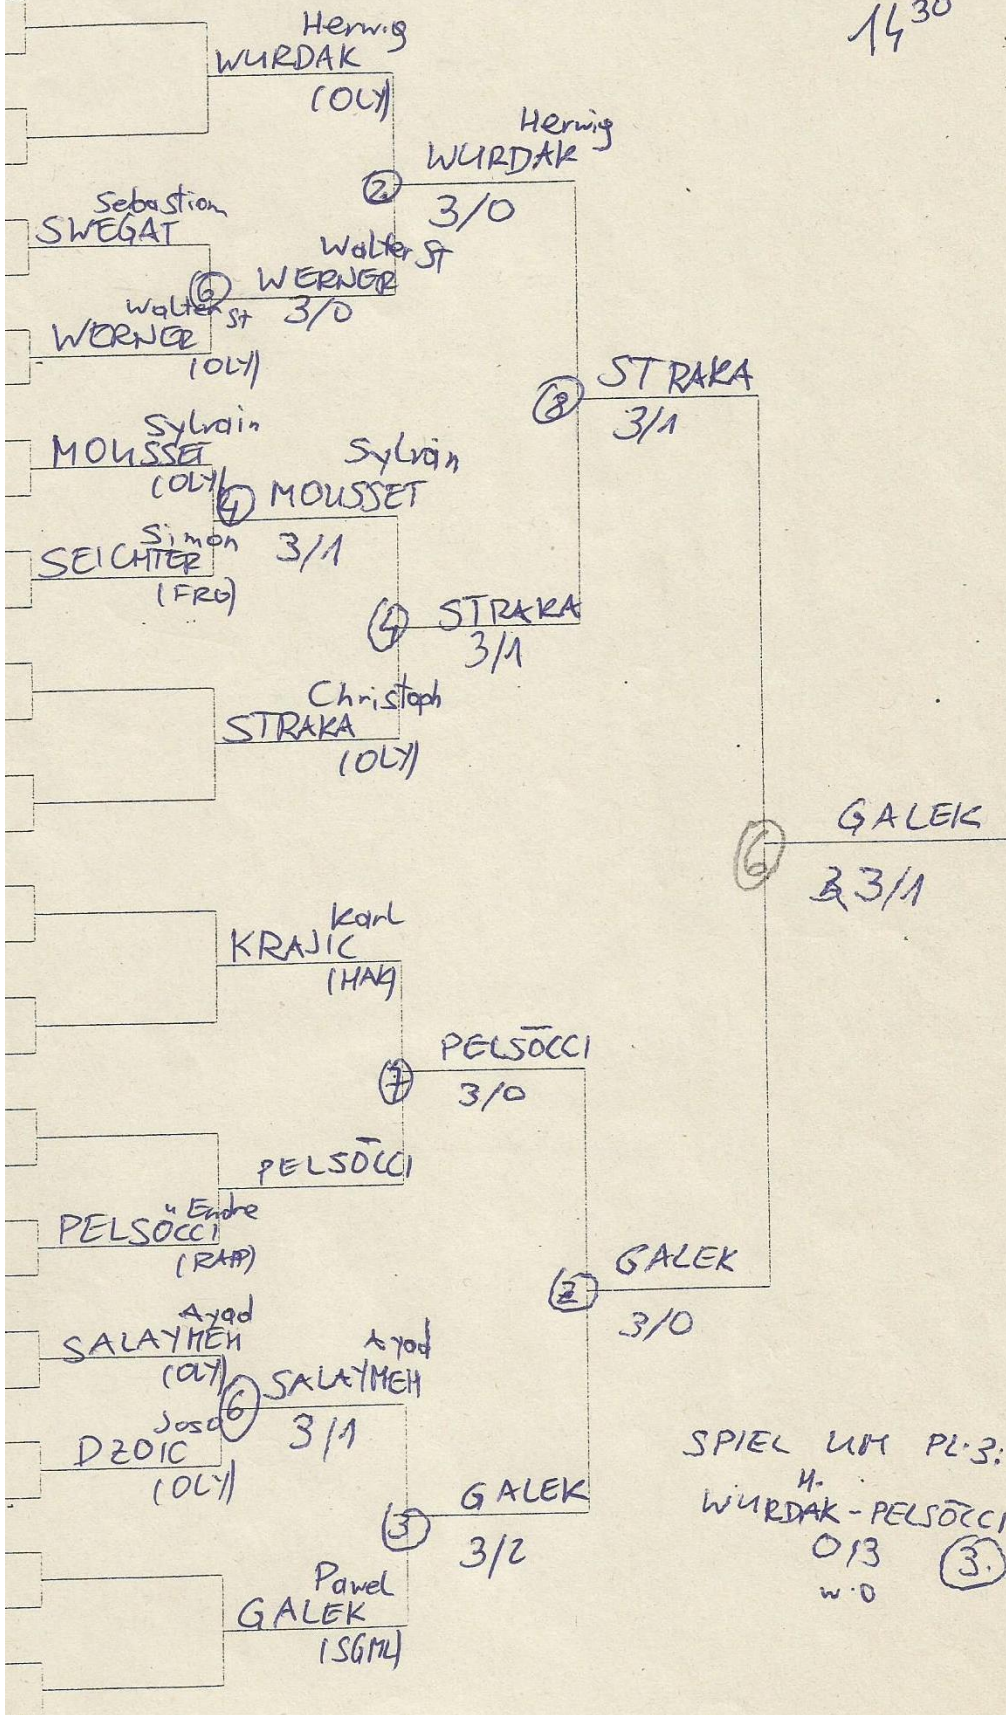 14 30
Herwig
WURDAK
(OLY)
Herwig
WURDAK
2
3/0
Sebastian
SWEGAT
Walter St
6 WERNER
3/0
Walter St
WERNER
(OLY)
STRAKA
8
3/1
Sylvain
MOUSSET
(OLY)
Sylvain
4 MOUSSET
3/1
Simon
SEICHTER
(FRG)
4 STRAKA
3/1
Christoph
STRAKA
(OLY)
GALEK
6
3/1
Karl
KRAJIC
(HAK)
PELSÖCCI
7
3/0
PELSÖCCI
Endre
PELSÖCCI
GALEK
2
3/0
Ayad
SALAYMEH
(OLY)
Ayad
6 SALAYMEH
3/1
Joso
DZOIC
(OLY)
GALEK
3
3/2
Pawel
GALEK
(SGML)
SPIEL UM PL.3:
H.
WURDAK - PELSÖCCI
0/3 3.
w.o